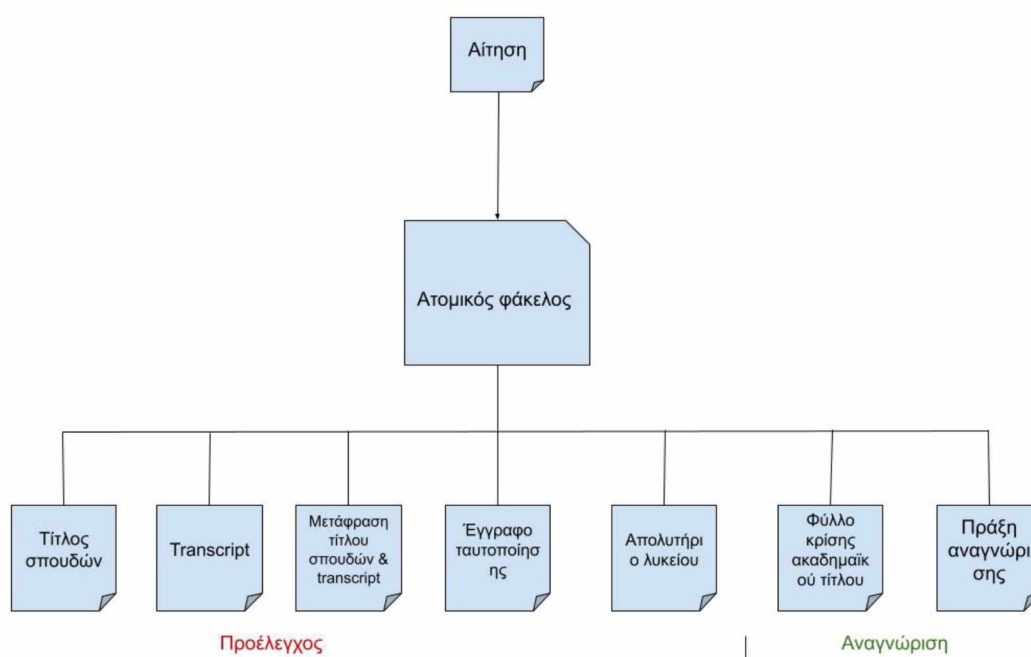 Αίτηση
Ατομικός φάκελος
Τίτλος
σπουδών
Transcript
Μετάφραση
τίτλου
σπουδών &
transcript
Έγγραφο
ταυτοποίησ
ης
Απολυτήρι
ο λυκείου
Φύλλο
κρίσης
ακαδημαϊκ
ού τίτλου
Πράξη
αναγνώρι
σης
Προέλεγχος
Αναγνώριση